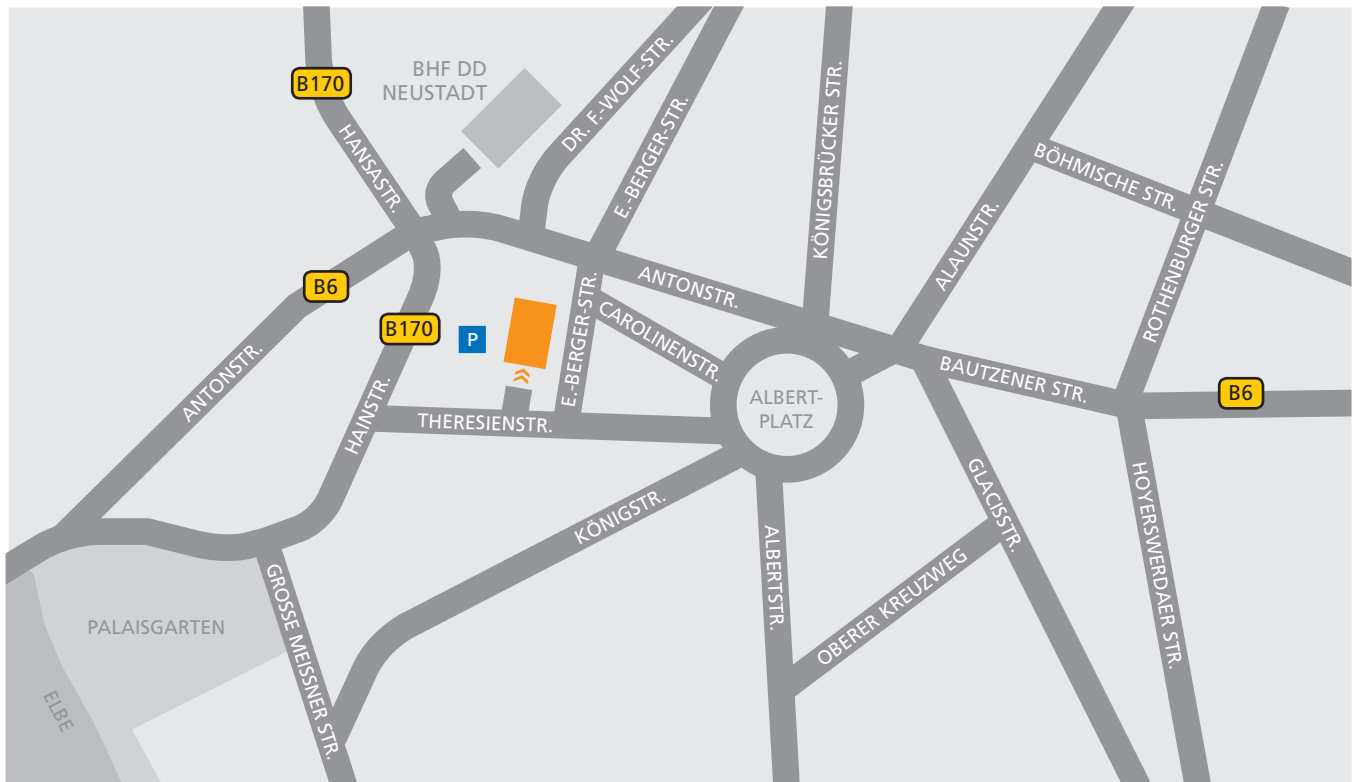 B170
BHF DD
NEUSTADT
HANSASTR.
DR. F.-WOLF-STR.
E.-BERGER-STR.
KÖNIGSBRÜCKER STR.
ALAUNSTR.
BÖHMISCHE STR.
ROTHENBURGER STR.
B6
ANTONSTR.
B170
P
ANTONSTR.
CAROLINENSTR.
E.-BERGER-STR.
HAINSTR.
THERESIENSTR.
ALBERT-
PLATZ
BAUTZENER STR.
B6
KÖNIGSTR.
ALBERTSTR.
GLACISSTR.
OBERER KREUZWEG
HOYERSWERDAER STR.
GROSSE MEISSNER STR.
PALAISGARTEN
ELBE